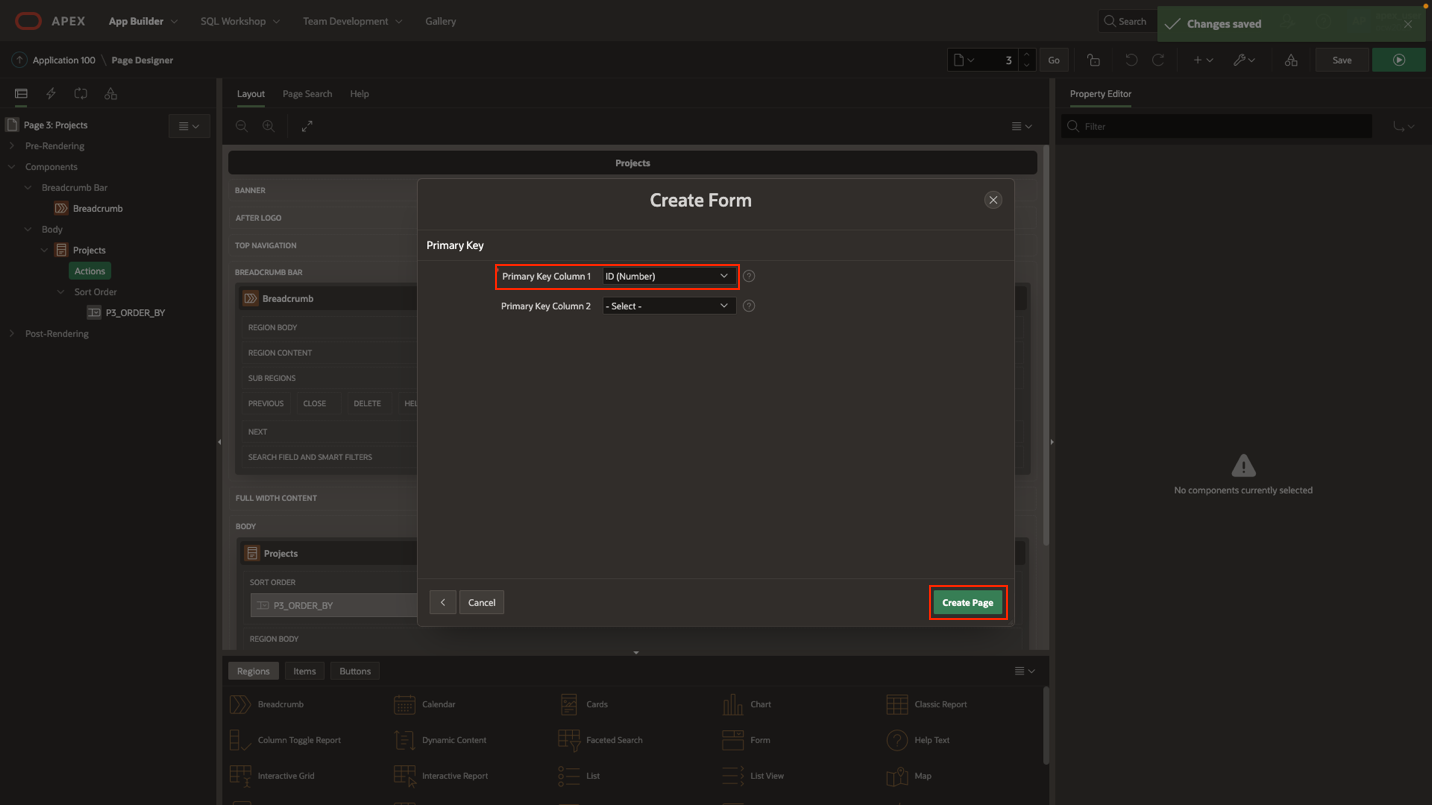 APEX App Builder SQL Workshop Team Development Gallery Search Changes saved
Application 100 \ Page Designer 3 Go Save
Layout Page Search Help Property Editor
Page 3: Projects Filter
Pre-Rendering
Components
Breadcrumb Bar
Breadcrumb
Body
Projects
Actions
Sort Order
P3_ORDER_BY
Post-Rendering
Projects
BANNER
AFTER LOGO
TOP NAVIGATION
BREADCRUMB BAR
Breadcrumb
REGION BODY
REGION CONTENT
SUB REGIONS
PREVIOUS CLOSE DELETE HEL
NEXT
SEARCH FIELD AND SMART FILTERS
FULL WIDTH CONTENT
BODY
Projects
SORT ORDER
P3_ORDER_BY
REGION BODY
Create Form
Primary Key
Primary Key Column 1 ID (Number)
Primary Key Column 2 - Select -
Cancel Create Page
No components currently selected
Regions Items Buttons
Breadcrumb Calendar Cards Chart Classic Report
Column Toggle Report Dynamic Content Faceted Search Form Help Text
Interactive Grid Interactive Report List List View Map